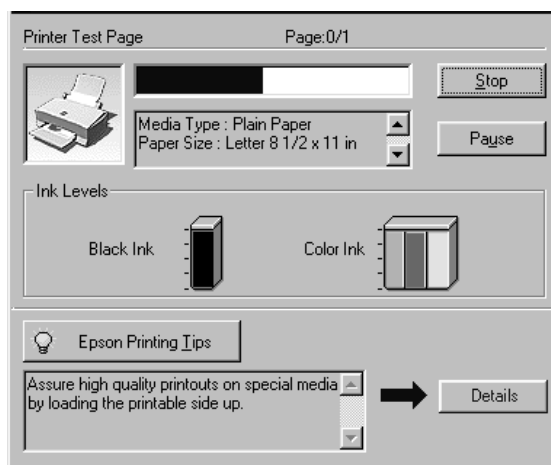 Printer Test Page Page:0/1
Stop
Media Type : Plain Paper
Paper Size : Letter 8 1/2 x 11 in
Pause
Ink Levels
Black Ink Color Ink
Epson Printing Tips
Assure high quality printouts on special media
by loading the printable side up.
Details